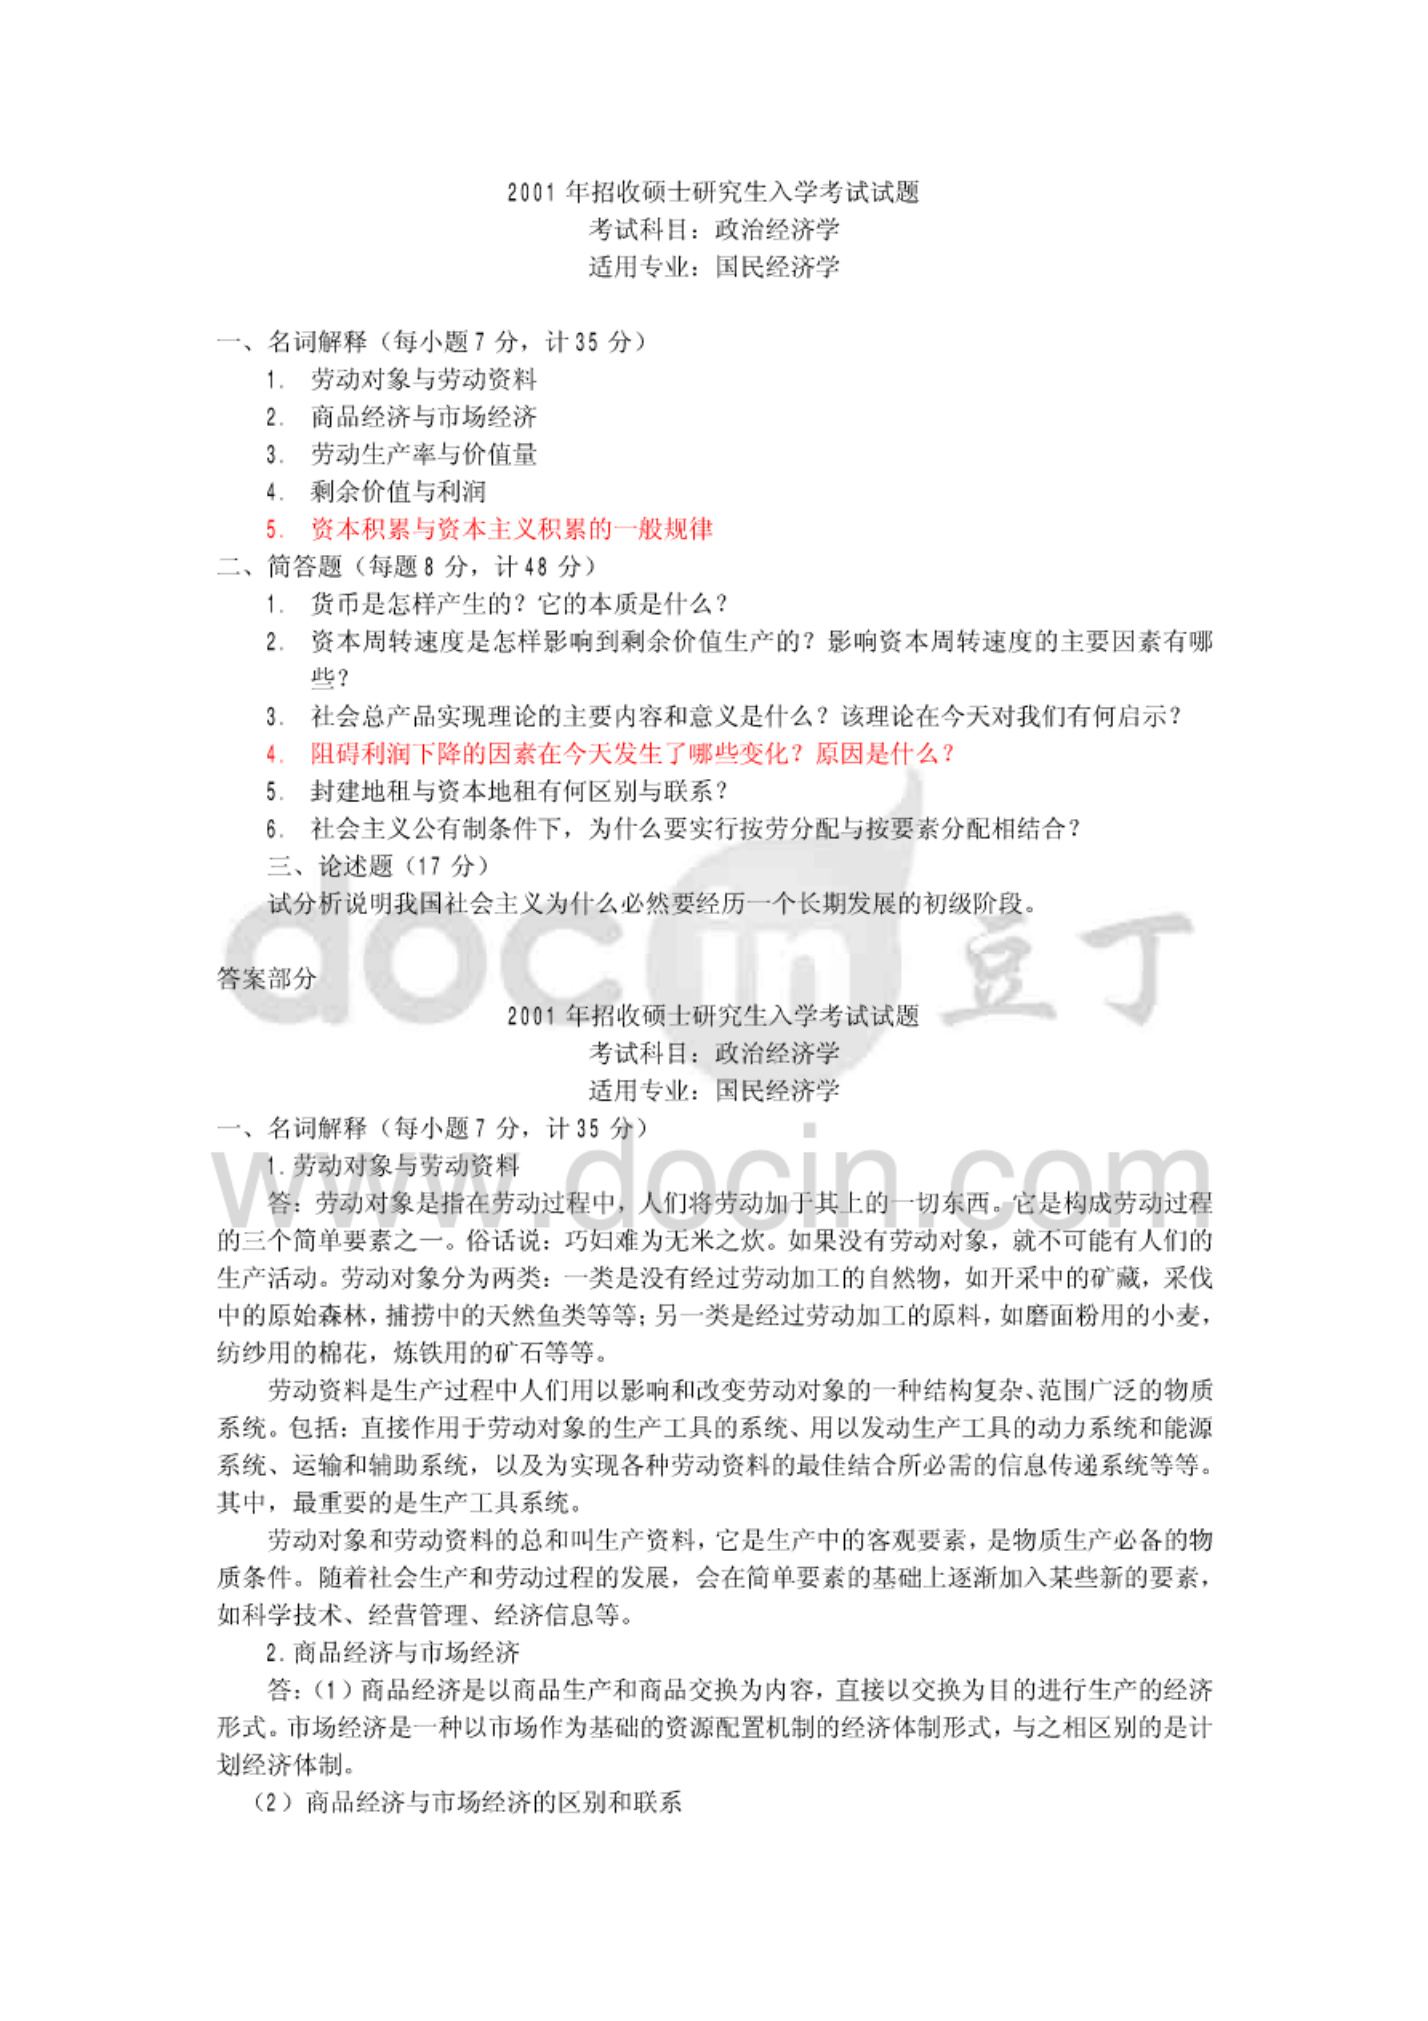 2001 年招收硕士研究生入学考试试题
考试科目：政治经济学
适用专业：国民经济学
一、名词解释（每小题7 分，计35 分）
1. 劳动对象与劳动资料
2. 商品经济与市场经济
3. 劳动生产率与价值量
4. 剩余价值与利润
5. 资本积累与资本主义积累的一般规律
二、简答题（每题8 分，计48 分）
1. 货币是怎样产生的？它的本质是什么？
2. 资本周转速度是怎样影响到剩余价值生产的？影响资本周转速度的主要因素有哪
些？
3. 社会总产品实现理论的主要内容和意义是什么？该理论在今天对我们有何启示？
4. 阻碍利润下降的因素在今天发生了哪些变化？原因是什么？
5. 封建地租与资本地租有何区别与联系？
6. 社会主义公有制条件下，为什么要实行按劳分配与按要素分配相结合？
三、论述题（17 分）
试分析说明我国社会主义为什么必然要经历一个长期发展的初级阶段。
docin 豆丁
答案部分
2001 年招收硕士研究生入学考试试题
考试科目：政治经济学
适用专业：国民经济学
一、名词解释（每小题7 分，计35 分）
www.docin.com
1.劳动对象与劳动资料
答：劳动对象是指在劳动过程中，人们将劳动加于其上的一切东西。它是构成劳动过程
的三个简单要素之一。俗话说：巧妇难为无米之炊。如果没有劳动对象，就不可能有人们的
生产活动。劳动对象分为两类：一类是没有经过劳动加工的自然物，如开采中的矿藏，采伐
中的原始森林，捕捞中的天然鱼类等等；另一类是经过劳动加工的原料，如磨面粉用的小麦，
纺纱用的棉花，炼铁用的矿石等等。
劳动资料是生产过程中人们用以影响和改变劳动对象的一种结构复杂、范围广泛的物质
系统。包括：直接作用于劳动对象的生产工具的系统、用以发动生产工具的动力系统和能源
系统、运输和辅助系统，以及为实现各种劳动资料的最佳结合所必需的信息传递系统等等。
其中，最重要的是生产工具系统。
劳动对象和劳动资料的总和叫生产资料，它是生产中的客观要素，是物质生产必备的物
质条件。随着社会生产和劳动过程的发展，会在简单要素的基础上逐渐加入某些新的要素，
如科学技术、经营管理、经济信息等。
2.商品经济与市场经济
答：（1）商品经济是以商品生产和商品交换为内容，直接以交换为目的进行生产的经济
形式。市场经济是一种以市场作为基础的资源配置机制的经济体制形式，与之相区别的是计
划经济体制。
（2）商品经济与市场经济的区别和联系